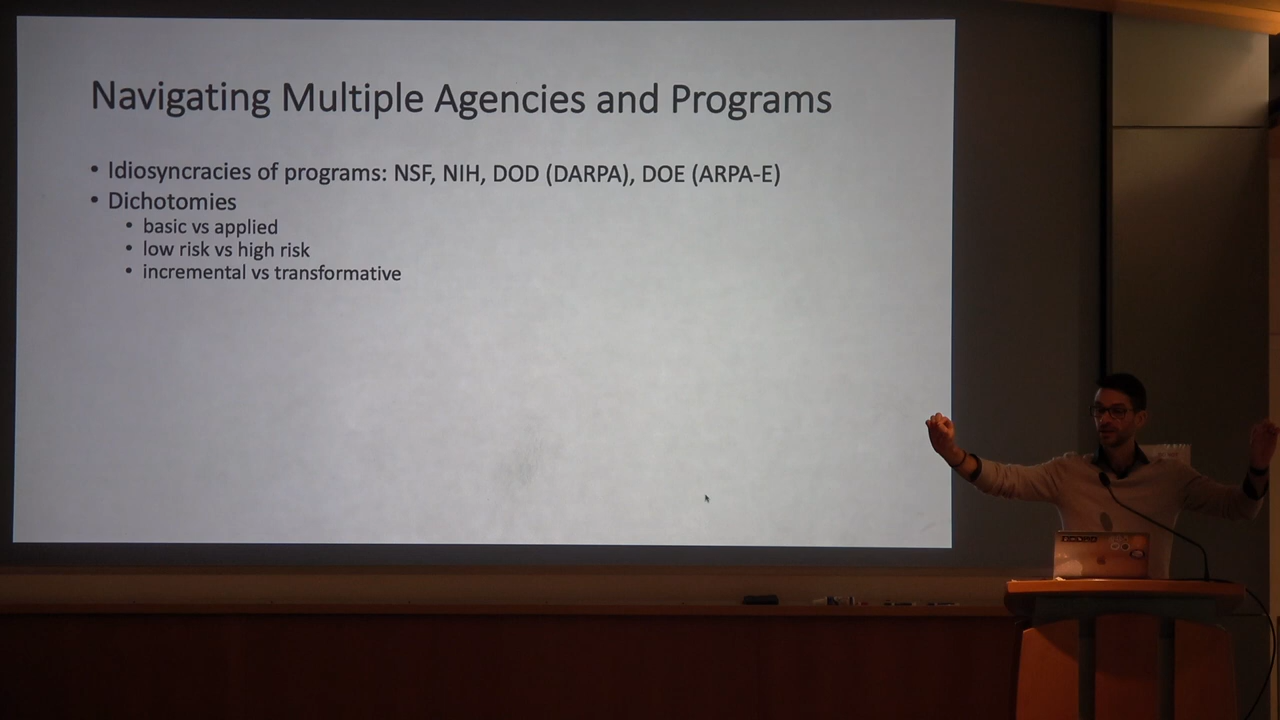 Navigating Multiple Agencies and Programs
• Idiosyncracies of programs: NSF, NIH, DOD (DARPA), DOE (ARPA-E)
• Dichotomies
• basic vs applied
• low risk vs high risk
• incremental vs transformative